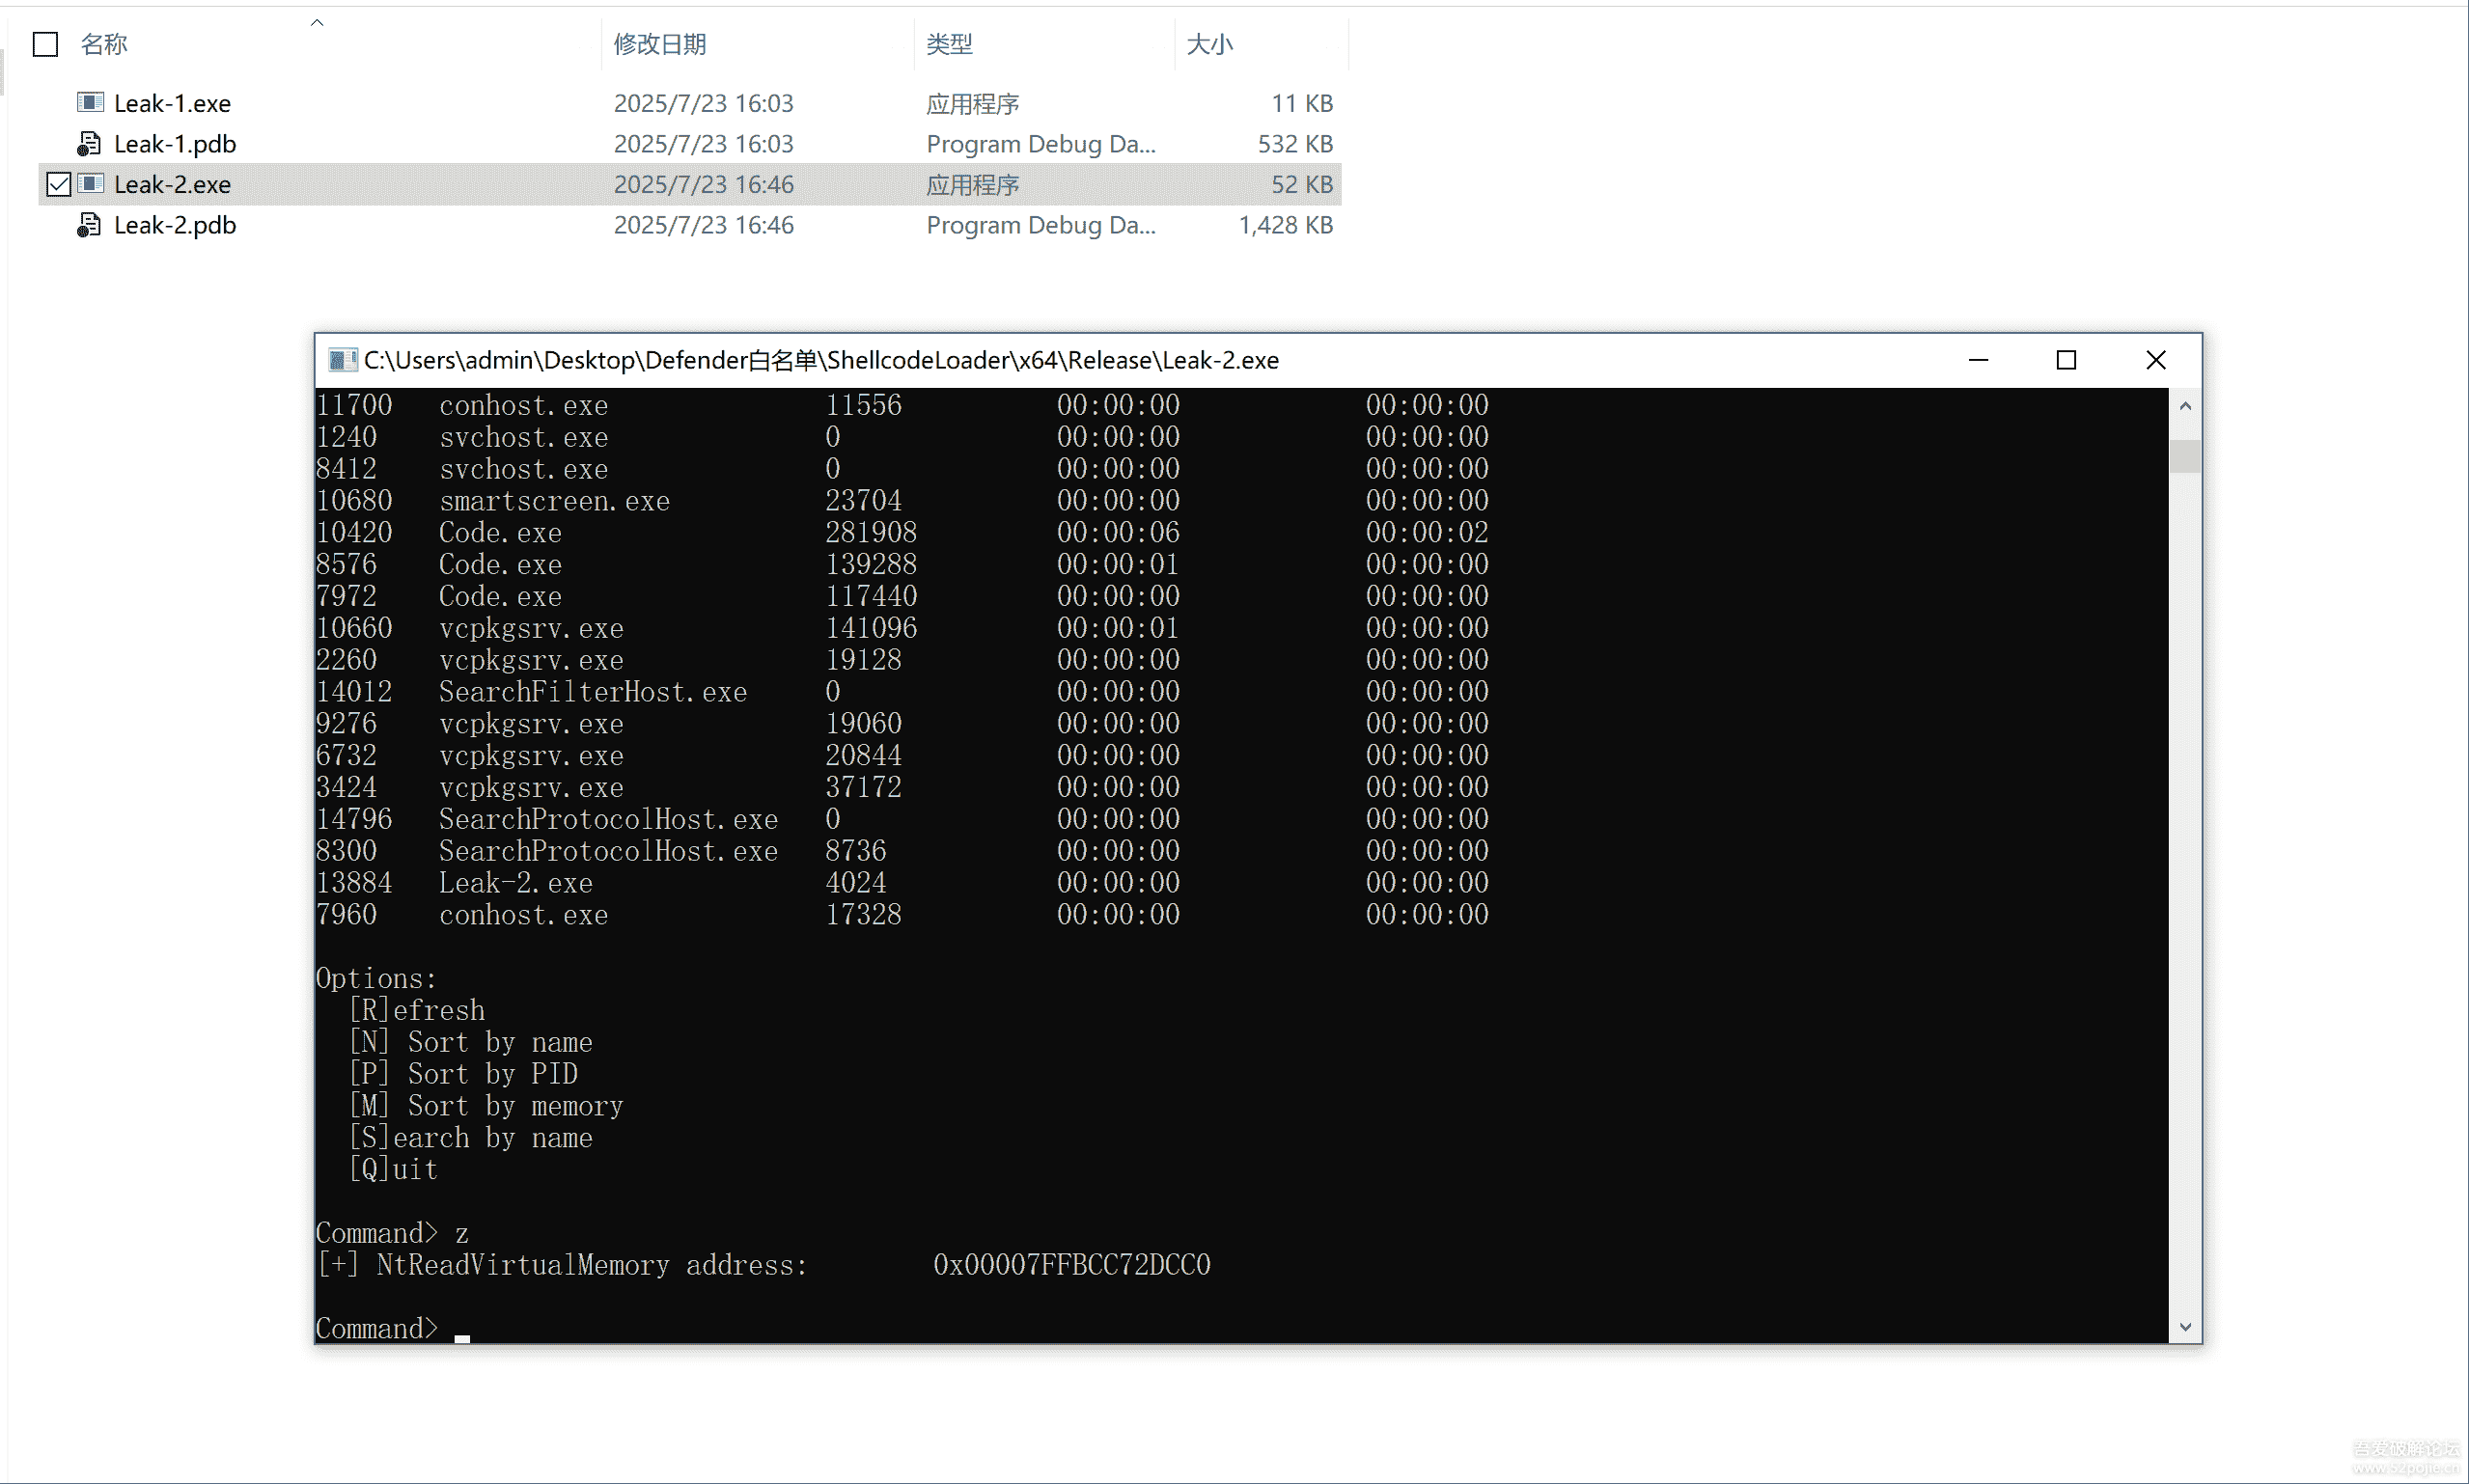 名称 修改日期 类型 大小
Leak-1.exe 2025/7/23 16:03 应用程序 11 KB
Leak-1.pdb 2025/7/23 16:03 Program Debug Da... 532 KB
Leak-2.exe 2025/7/23 16:46 应用程序 52 KB
Leak-2.pdb 2025/7/23 16:46 Program Debug Da... 1,428 KB
C:\Users\admin\Desktop\Defender白名单\ShellcodeLoader\x64\Release\Leak-2.exe
11700 conhost.exe 11556 00:00:00 00:00:00
1240 svchost.exe 0 00:00:00 00:00:00
8412 svchost.exe 0 00:00:00 00:00:00
10680 smartscreen.exe 23704 00:00:00 00:00:00
10420 Code.exe 281908 00:00:06 00:00:02
8576 Code.exe 139288 00:00:01 00:00:00
7972 Code.exe 117440 00:00:00 00:00:00
10660 vcpkgsrv.exe 141096 00:00:01 00:00:00
2260 vcpkgsrv.exe 19128 00:00:00 00:00:00
14012 SearchFilterHost.exe 0 00:00:00 00:00:00
9276 vcpkgsrv.exe 19060 00:00:00 00:00:00
6732 vcpkgsrv.exe 20844 00:00:00 00:00:00
3424 vcpkgsrv.exe 37172 00:00:00 00:00:00
14796 SearchProtocolHost.exe 0 00:00:00 00:00:00
8300 SearchProtocolHost.exe 8736 00:00:00 00:00:00
13884 Leak-2.exe 4024 00:00:00 00:00:00
7960 conhost.exe 17328 00:00:00 00:00:00
Options:
[R]efresh
[N] Sort by name
[P] Sort by PID
[M] Sort by memory
[S]earch by name
[Q]uit
Command> z
[+] NtReadVirtualMemory address: 0x00007FFBCC72DCC0
Command>
吾爱破解论坛
www.52pojie.cn